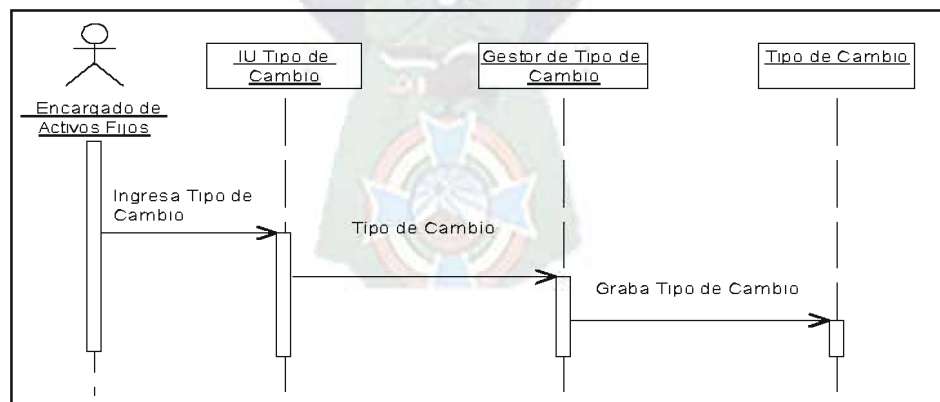 IU Tipo de
Cambio
Gestor de Tipo de
Cambio
Tipo de Cambio
Encargado de
Activos Fijos
Ingresa Tipo de
Cambio
Tipo de Cambio
Graba Tipo de Cambio